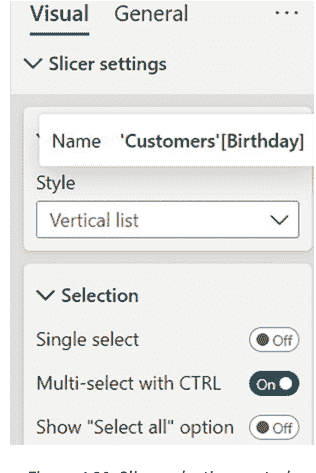 Visual General ...
Slicer settings
Name 'Customers'[Birthday]
Style
Vertical list
Selection
Single select Off
Multi-select with CTRL On
Show "Select all" option Off